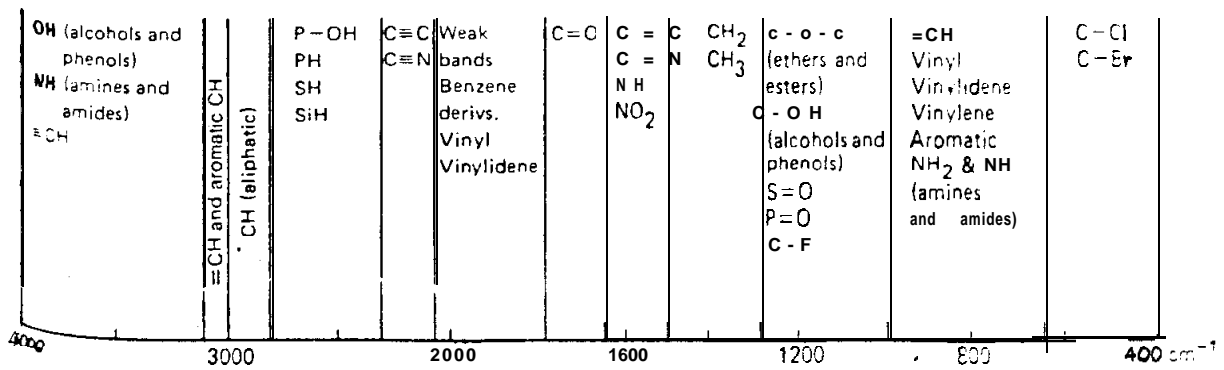 OH (alcohols and
phenols)
NH (amines and
amides)
≡CH
=CH and aromatic CH
CH (aliphatic)
P-OH
PH
SH
SiH
C≡C
C≡N
Weak
bands
Benzene
derivs.
Vinyl
Vinylidene
C=O
C = C
C = N
NH
NO₂
CH₂
CH₃
C-O-C
(ethers and
esters)
C-OH
(alcohols and
phenols)
S=O
P=O
C-F
=CH
Vinyl
Vinylidene
Vinylene
Aromatic
NH₂ & NH
(amines
and amides)
C-Cl
C-Br
4000 3000 2000 1600 1200 800 400 cm⁻¹